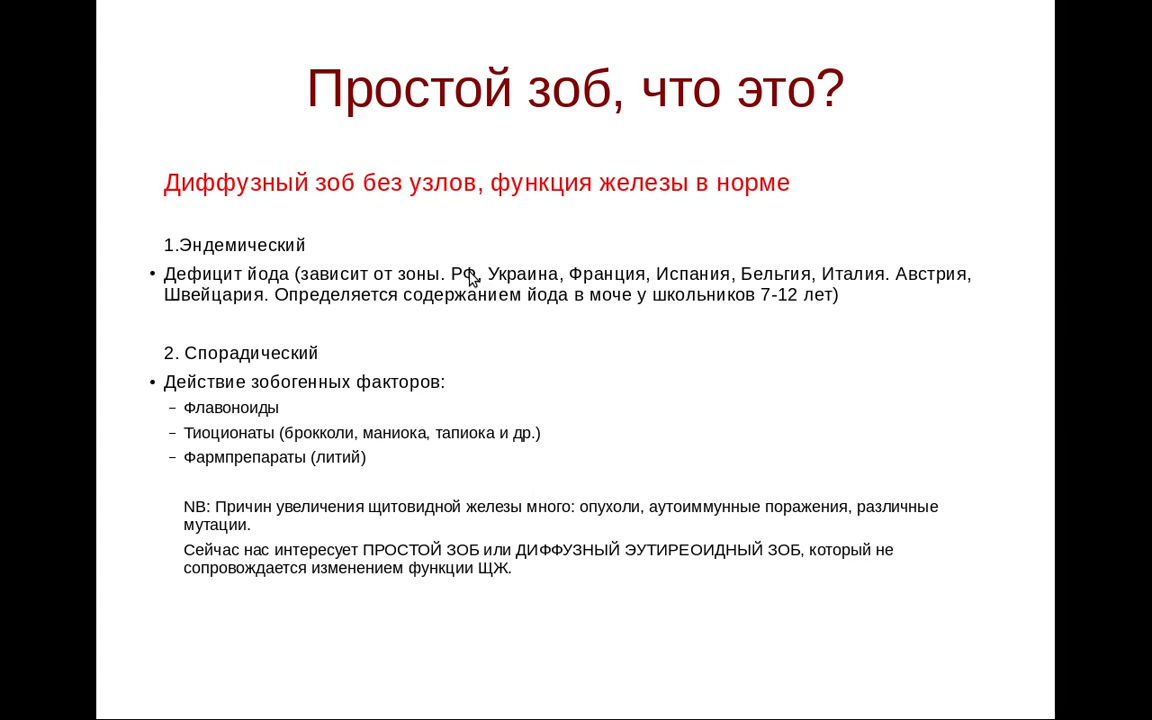 Простой зоб, что это?
Диффузный зоб без узлов, функция железы в норме
1.Эндемический
• Дефицит йода (зависит от зоны. РФ, Украина, Франция, Испания, Бельгия, Италия. Австрия,
Швейцария. Определяется содержанием йода в моче у школьников 7-12 лет)
2. Спорадический
• Действие зобогенных факторов:
– Флавоноиды
– Тиоционаты (брокколи, маниока, тапиока и др.)
– Фармпрепараты (литий)
NB: Причин увеличения щитовидной железы много: опухоли, аутоиммунные поражения, различные
мутации.
Сейчас нас интересует ПРОСТОЙ ЗОБ или ДИФФУЗНЫЙ ЭУТИРЕОИДНЫЙ ЗОБ, который не
сопровождается изменением функции ЩЖ.